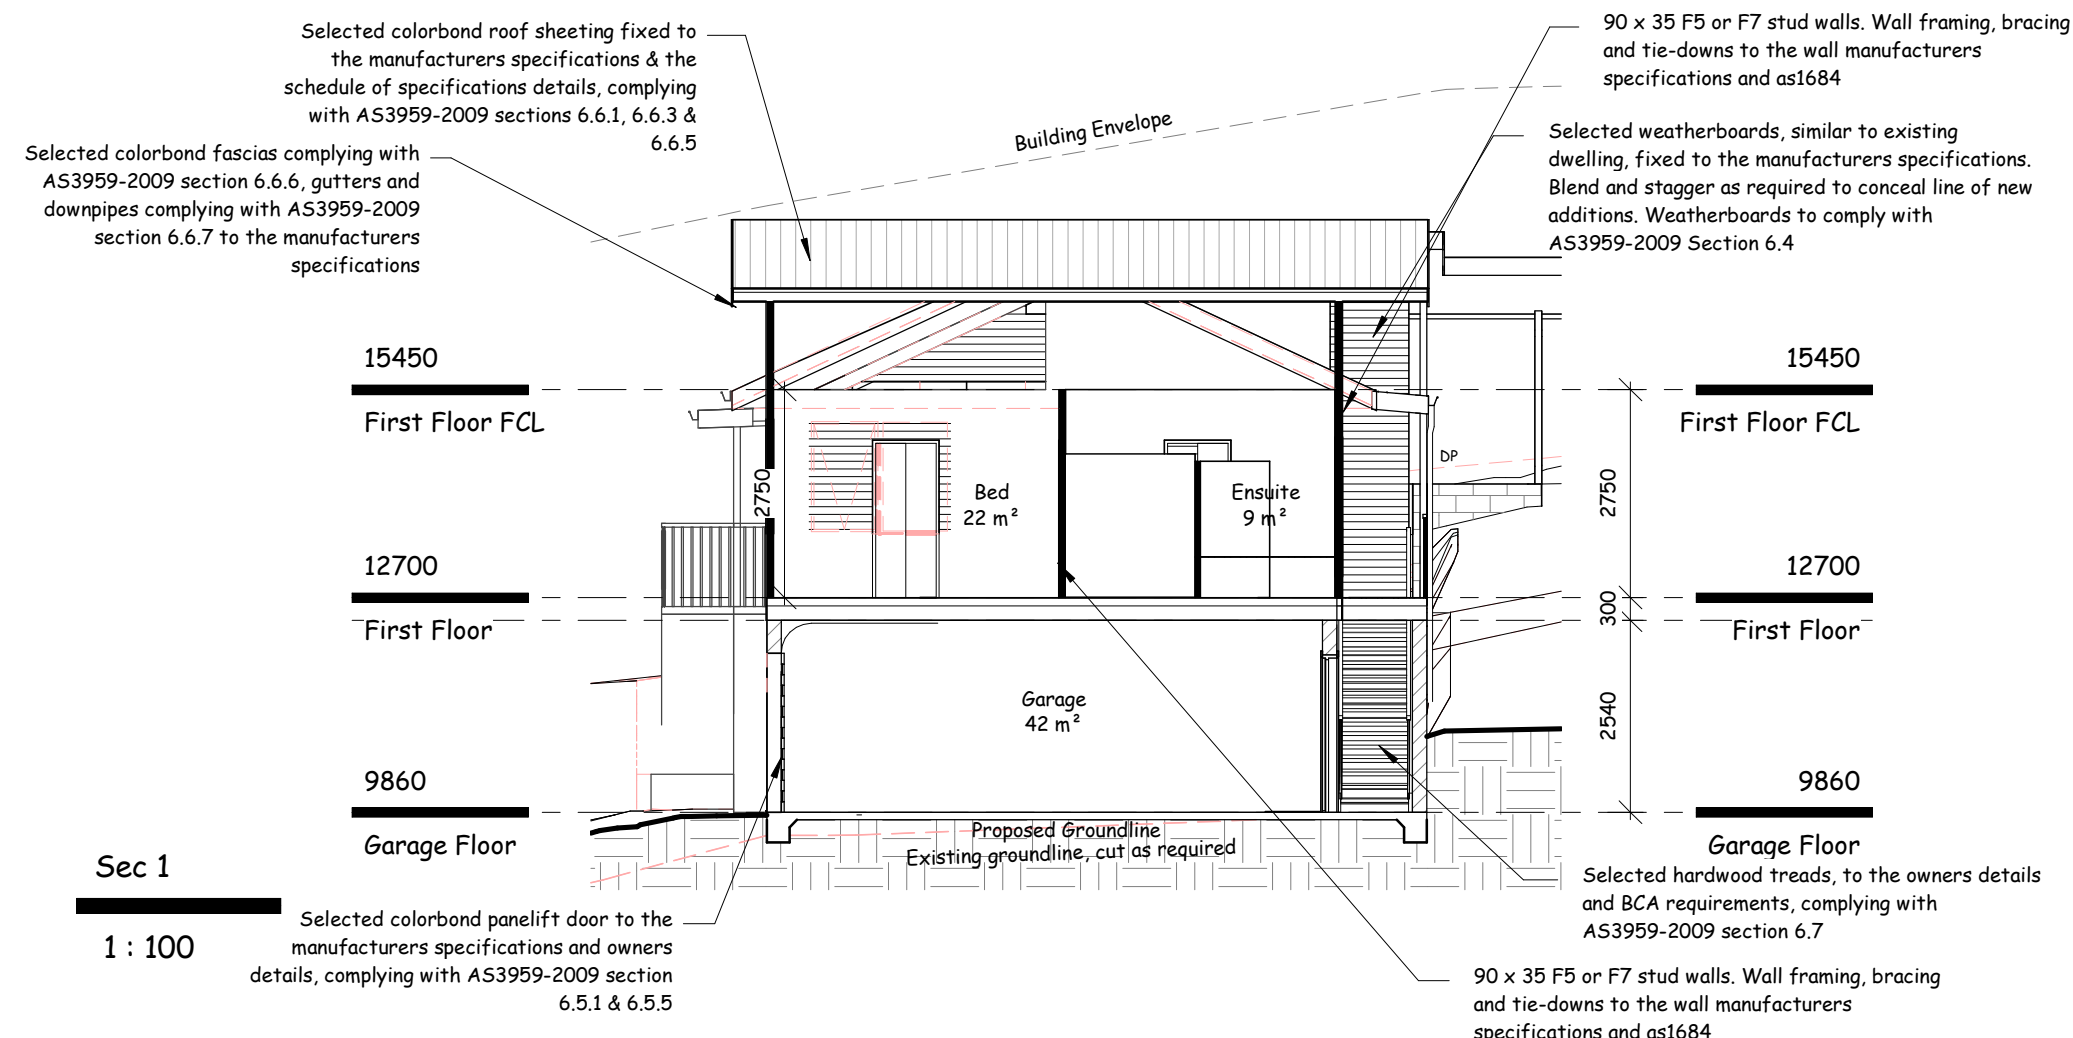 Selected colorbond roof sheeting fixed to
the manufacturers specifications & the
schedule of specifications details, complying
with AS3959-2009 sections 6.6.1, 6.6.3 &
6.6.5
Selected colorbond fascias complying with
AS3959-2009 section 6.6.6, gutters and
downpipes complying with AS3959-2009
section 6.6.7 to the manufacturers
specifications
90 x 35 F5 or F7 stud walls. Wall framing, bracing
and tie-downs to the wall manufacturers
specifications and as1684
Selected weatherboards, similar to existing
dwelling, fixed to the manufacturers specifications.
Blend and stagger as required to conceal line of new
additions. Weatherboards to comply with
AS3959-2009 Section 6.4
Building Envelope
15450
First Floor FCL
12700
First Floor
9860
Garage Floor
2750
Bed
22 m²
Ensuite
9 m²
Garage
42 m²
DP
15450
First Floor FCL
12700
First Floor
9860
Garage Floor
2750
300
2540
Proposed Groundline
Existing groundline, cut as required
Sec 1
1 : 100
Selected colorbond panelift door to the
manufacturers specifications and owners
details, complying with AS3959-2009 section
6.5.1 & 6.5.5
Selected hardwood treads, to the owners details
and BCA requirements, complying with
AS3959-2009 section 6.7
90 x 35 F5 or F7 stud walls. Wall framing, bracing
and tie-downs to the wall manufacturers
specifications and as1684